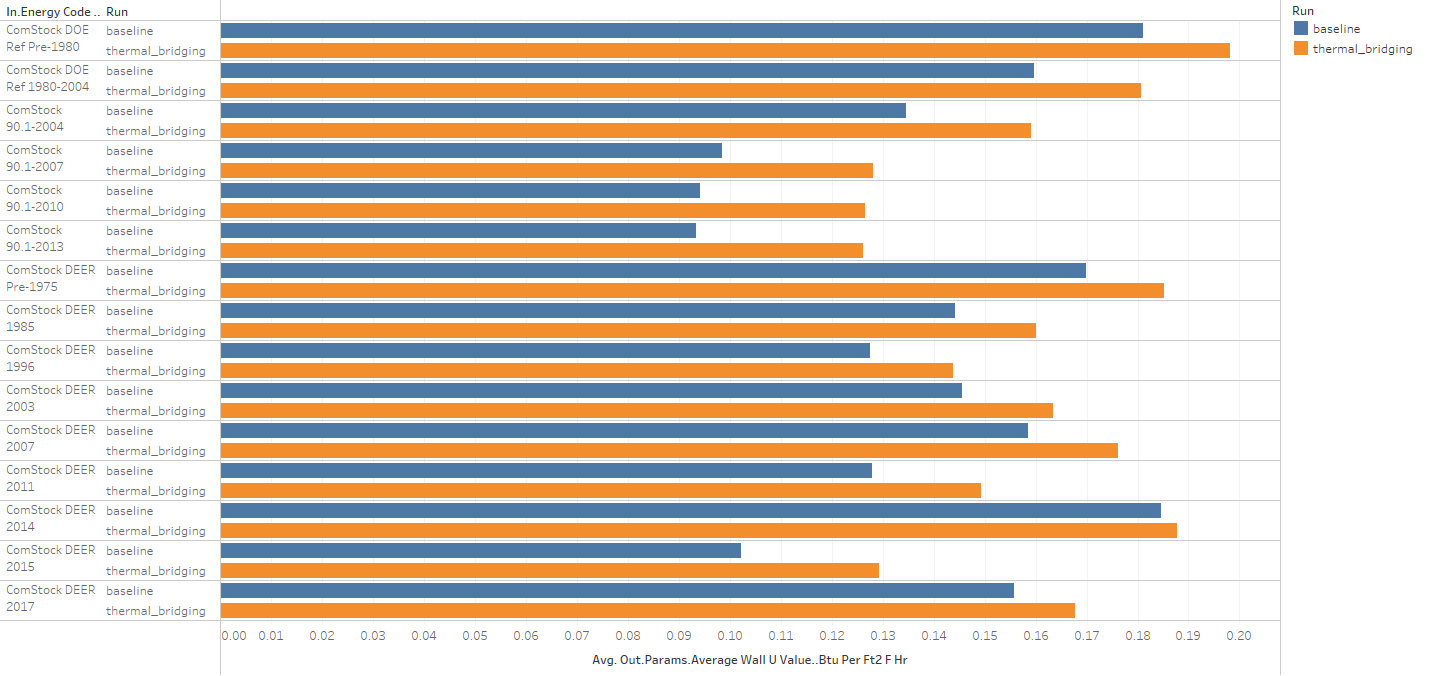 In.Energy Code .. Run
ComStock DOE
Ref Pre-1980
baseline
thermal_bridging
ComStock DOE
Ref 1980-2004
baseline
thermal_bridging
ComStock
90.1-2004
baseline
thermal_bridging
ComStock
90.1-2007
baseline
thermal_bridging
ComStock
90.1-2010
baseline
thermal_bridging
ComStock
90.1-2013
baseline
thermal_bridging
ComStock DEER
Pre-1975
baseline
thermal_bridging
ComStock DEER
1985
baseline
thermal_bridging
ComStock DEER
1996
baseline
thermal_bridging
ComStock DEER
2003
baseline
thermal_bridging
ComStock DEER
2007
baseline
thermal_bridging
ComStock DEER
2011
baseline
thermal_bridging
ComStock DEER
2014
baseline
thermal_bridging
ComStock DEER
2015
baseline
thermal_bridging
ComStock DEER
2017
baseline
thermal_bridging
0.00 0.01 0.02 0.03 0.04 0.05 0.06 0.07 0.08 0.09 0.10 0.11 0.12 0.13 0.14 0.15 0.16 0.17 0.18 0.19 0.20
Avg. Out.Params.Average Wall U Value..Btu Per Ft2 F Hr
Run
baseline
thermal_bridging